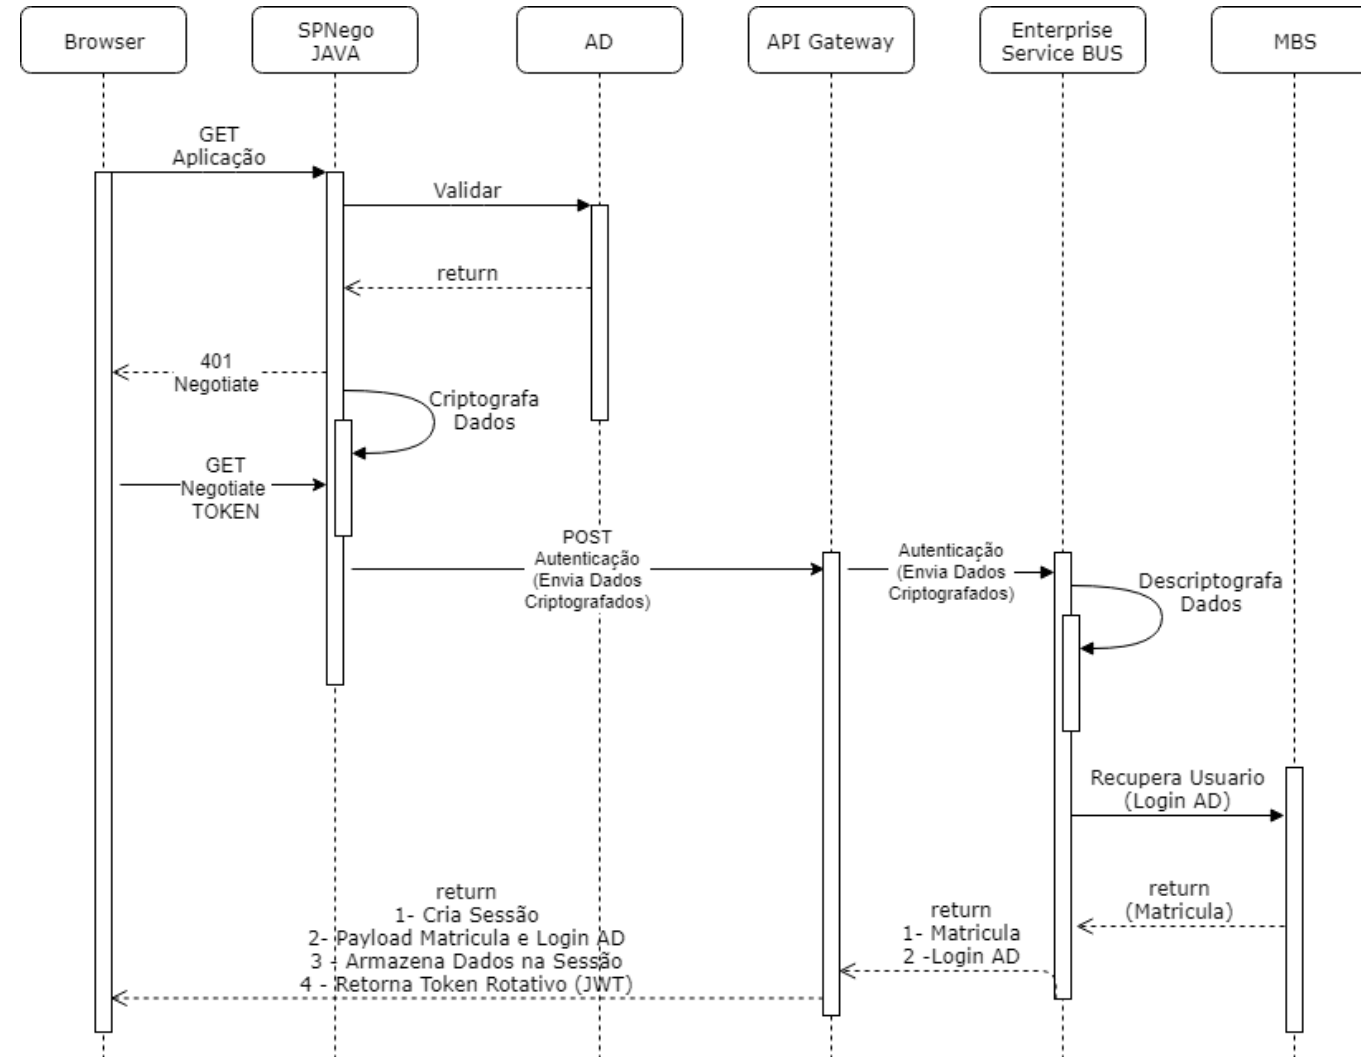 Browser
SPNego
JAVA
AD
API Gateway
Enterprise
Service BUS
MBS
GET
Aplicação
Validar
return
401
Negotiate
Criptografa
Dados
GET
Negotiate
TOKEN
POST
Autenticação
(Envia Dados
Criptografados)
Autenticação
(Envia Dados
Criptografados)
Descriptografa
Dados
Recupera Usuario
(Login AD)
return
(Matricula)
return
1- Matricula
2 -Login AD
return
1- Cria Sessão
2- Payload Matricula e Login AD
3 - Armazena Dados na Sessão
4 - Retorna Token Rotativo (JWT)